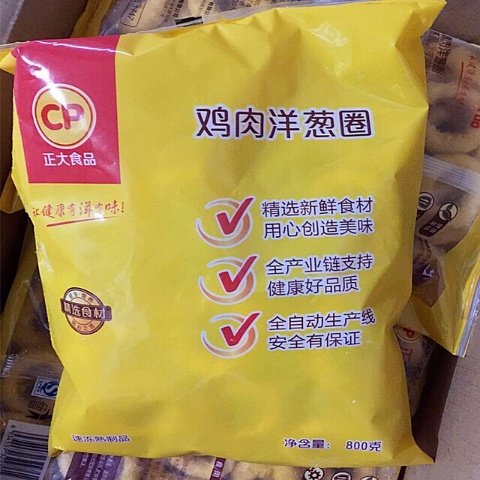 CP
正大食品
让健康有滋有味!
鸡肉洋葱圈
精选新鲜食材
用心创造美味
全产业链支持
健康好品质
全自动生产线
安全有保证
精选食材
速冻熟制品
净含量: 800克